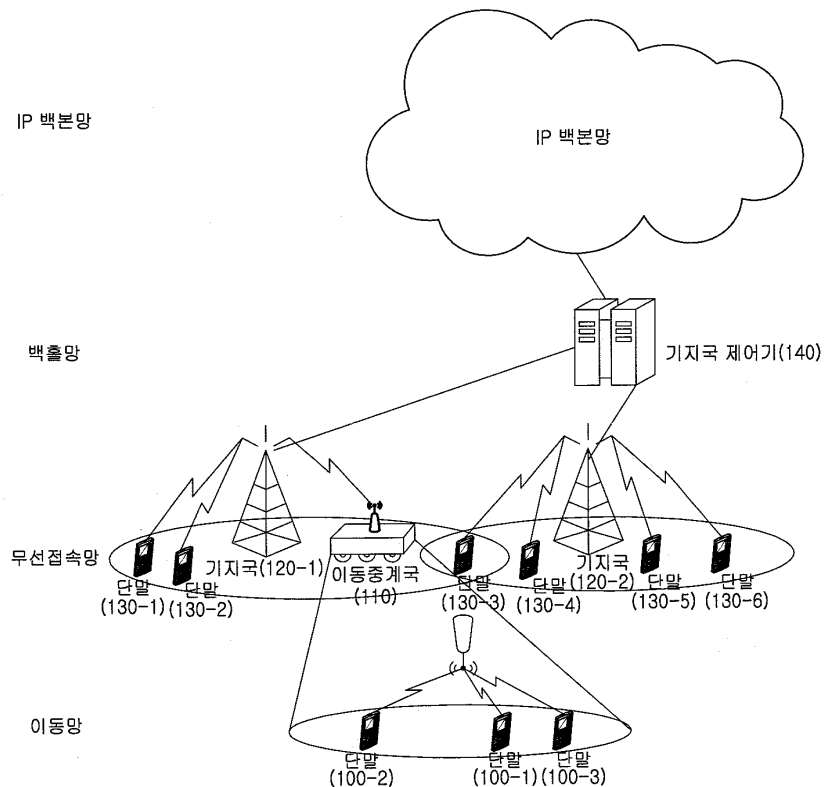 IP 백본망
IP 백본망
백홀망
기지국 제어기(140)
무선접속망
기지국(120-1)
이동중계국
(110)
기지국
(120-2)
단말
(130-1)
단말
(130-2)
단말
(130-3)
단말
(130-4)
단말
(130-5)
단말
(130-6)
이동망
단말
(100-2)
단말
(100-1)
단말
(100-3)